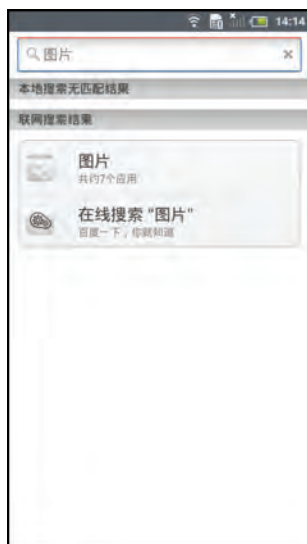 14:14
图片
本地搜索无匹配结果
联网搜索结果
图片
共约7个应用
在线搜索 “图片”
百度一下，你就知道